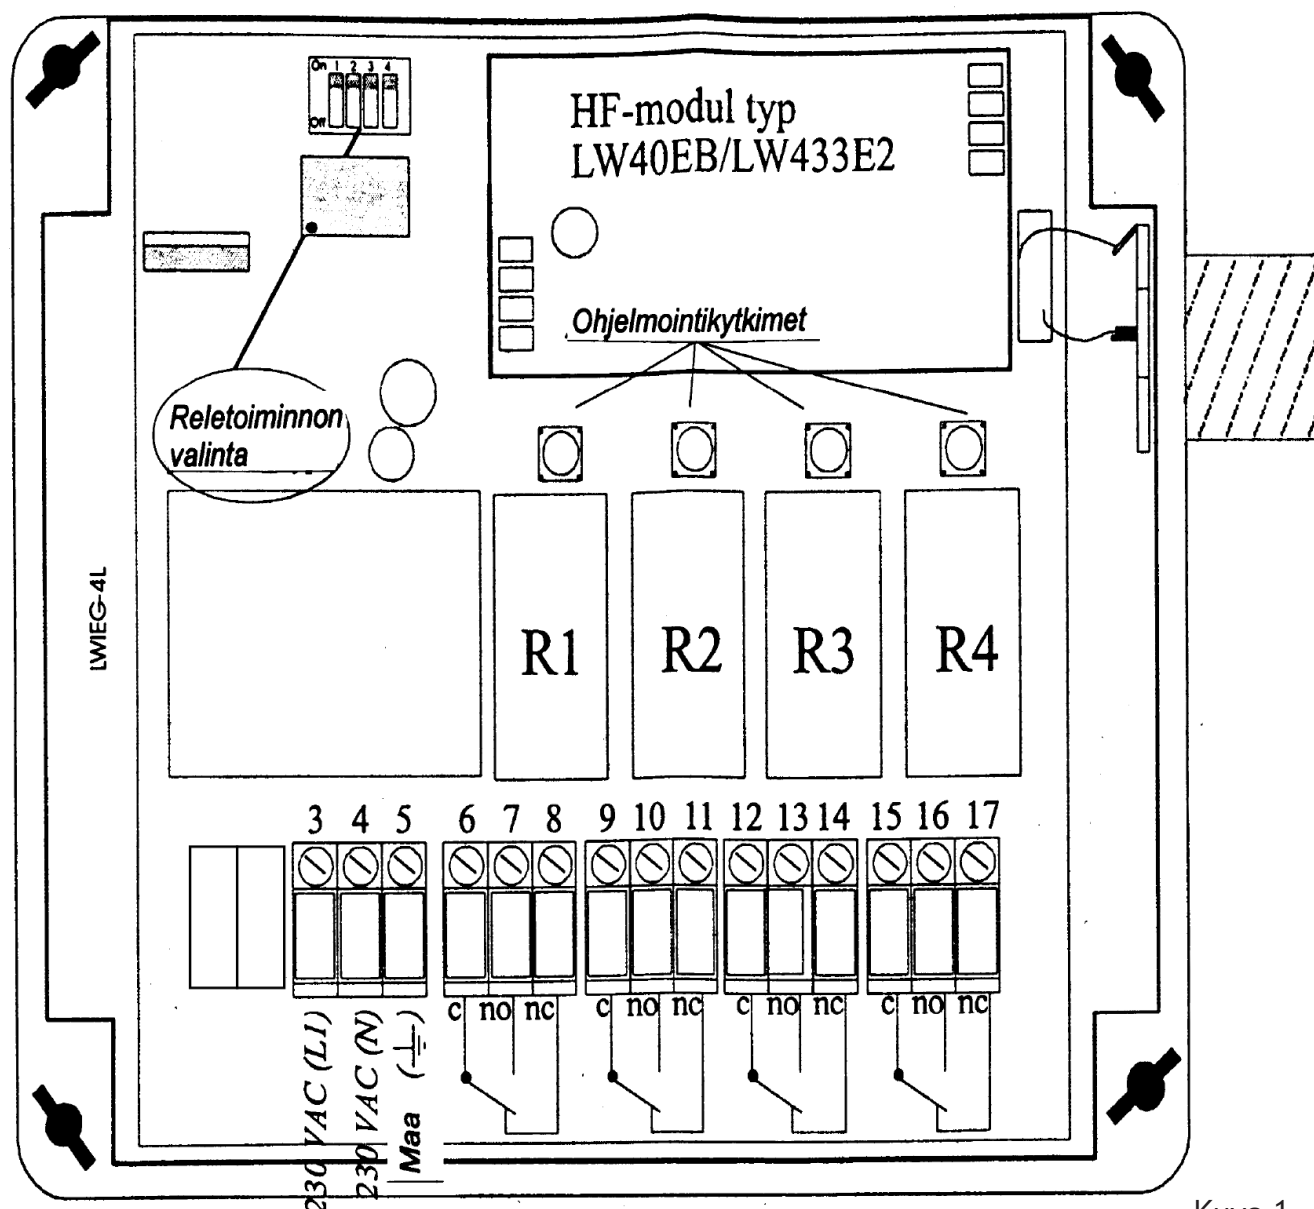 On 1 2 3 4
Off
HF-modul typ
LW40EB/LW433E2
Ohjelmointikytkimet
Reletoiminnon
valinta
LWIEG-4L
R1 R2 R3 R4
3 4 5 6 7 8 9 10 11 12 13 14 15 16 17
c no nc c no nc c no nc c no nc
230 VAC (L1)
230 VAC (N)
Maa (⏚)
Kuva 1